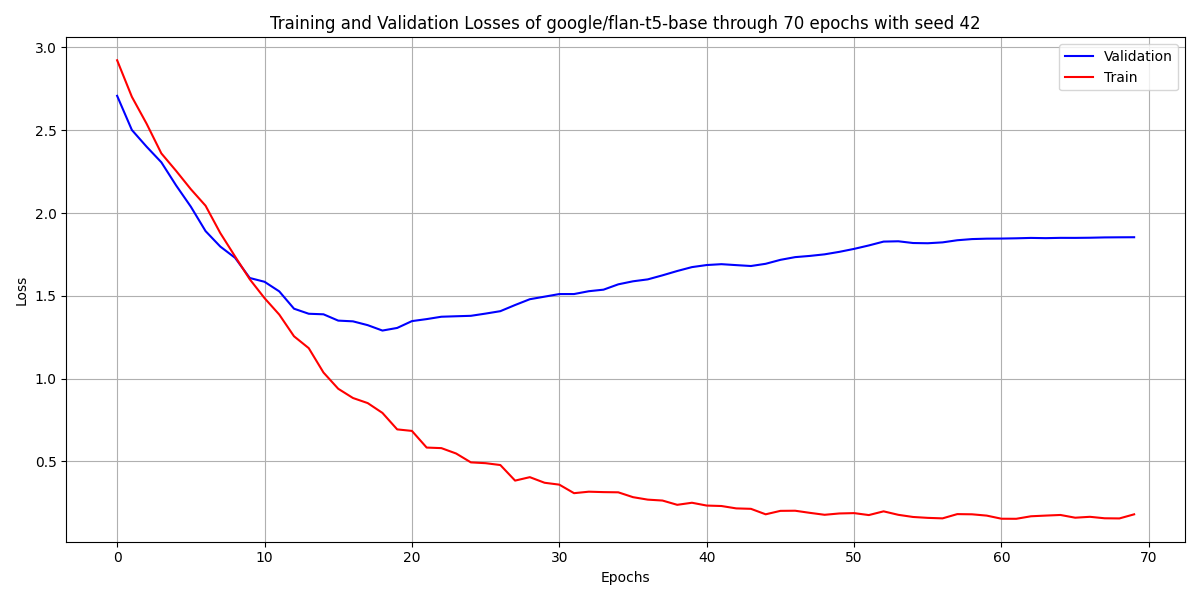 Training and Validation Losses of google/flan-t5-base through 70 epochs with seed 42
Validation
Train
3.0
2.5
2.0
1.5
1.0
0.5
Loss
0 10 20 30 40 50 60 70
Epochs